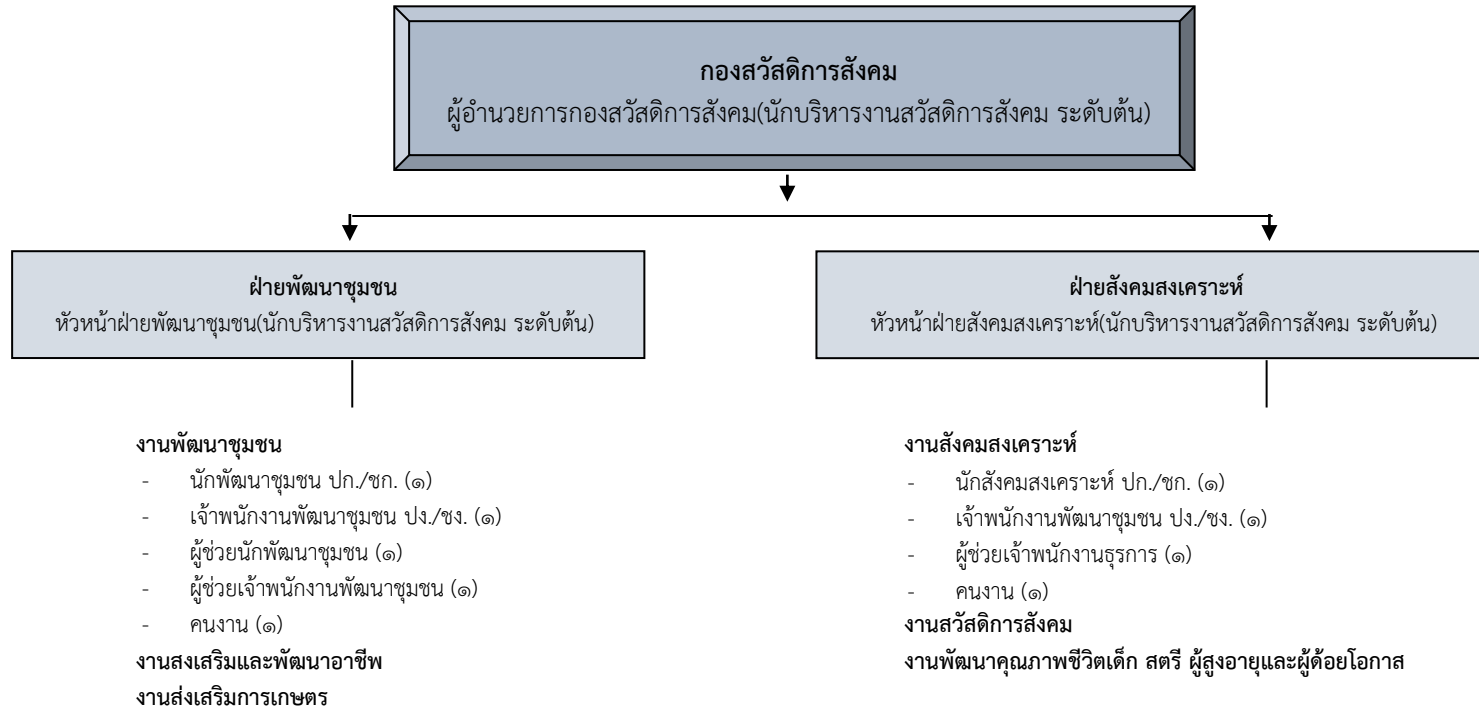 กองสวัสดิการสังคม
ผู้อำนวยการกองสวัสดิการสังคม(นักบริหารงานสวัสดิการสังคม ระดับต้น)
ฝ่ายพัฒนาชุมชน
หัวหน้าฝ่ายพัฒนาชุมชน(นักบริหารงานสวัสดิการสังคม ระดับต้น)
งานพัฒนาชุมชน
- นักพัฒนาชุมชน ปก./ชก. (๑)
- เจ้าพนักงานพัฒนาชุมชน ปง./ชง. (๑)
- ผู้ช่วยนักพัฒนาชุมชน (๑)
- ผู้ช่วยเจ้าพนักงานพัฒนาชุมชน (๑)
- คนงาน (๑)
งานสงเสริมและพัฒนาอาชีพ
งานส่งเสริมการเกษตร
ฝ่ายสังคมสงเคราะห์
หัวหน้าฝ่ายสังคมสงเคราะห์(นักบริหารงานสวัสดิการสังคม ระดับต้น)
งานสังคมสงเคราะห์
- นักสังคมสงเคราะห์ ปก./ชก. (๑)
- เจ้าพนักงานพัฒนาชุมชน ปง./ชง. (๑)
- ผู้ช่วยเจ้าพนักงานธุรการ (๑)
- คนงาน (๑)
งานสวัสดิการสังคม
งานพัฒนาคุณภาพชีวิตเด็ก สตรี ผู้สูงอายุและผู้ด้อยโอกาส